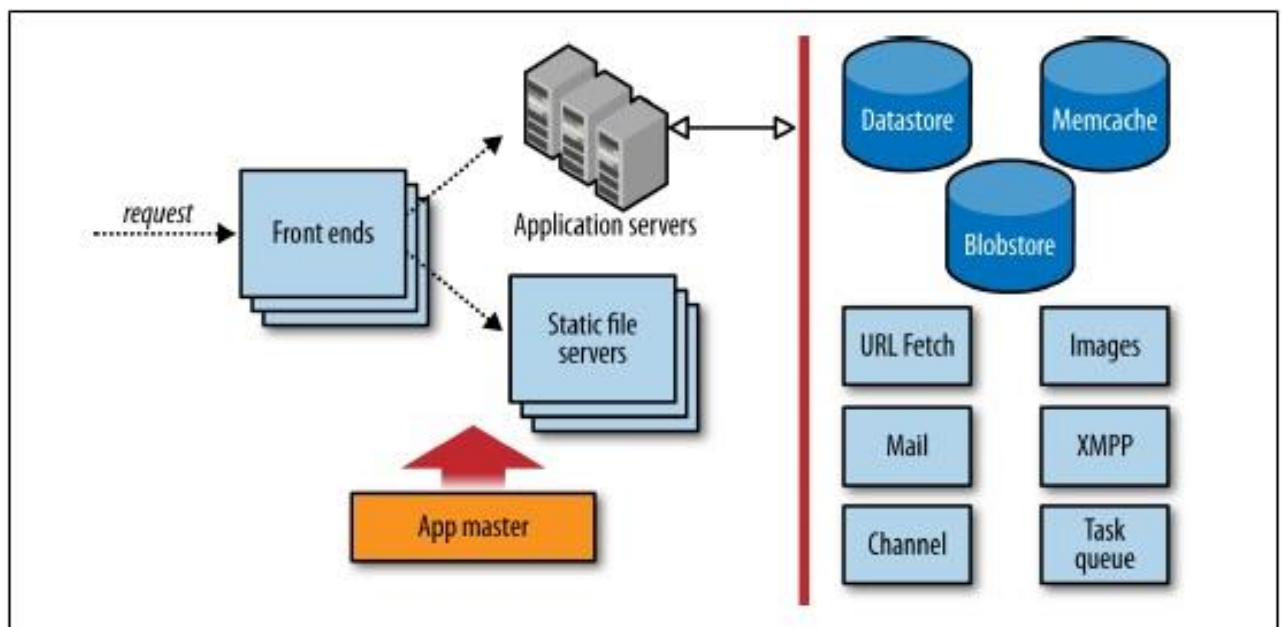 request
Front ends
Application servers
Static file
servers
App master
Datastore
Memcache
Blobstore
URL Fetch
Images
Mail
XMPP
Channel
Task
queue